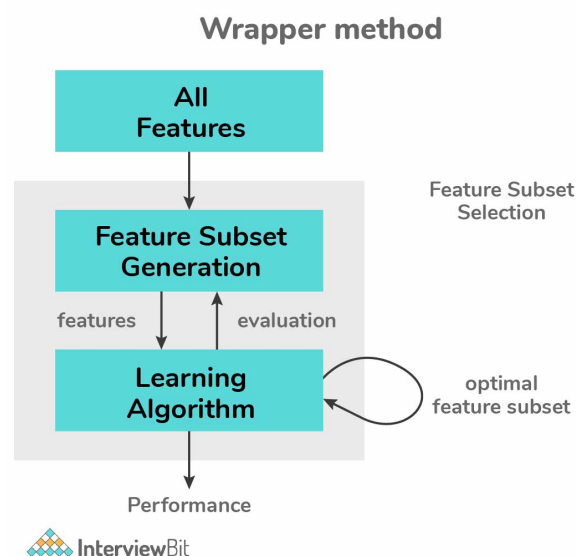 Wrapper method
All
Features
Feature Subset
Selection
Feature Subset
Generation
features
evaluation
Learning
Algorithm
optimal
feature subset
Performance
InterviewBit